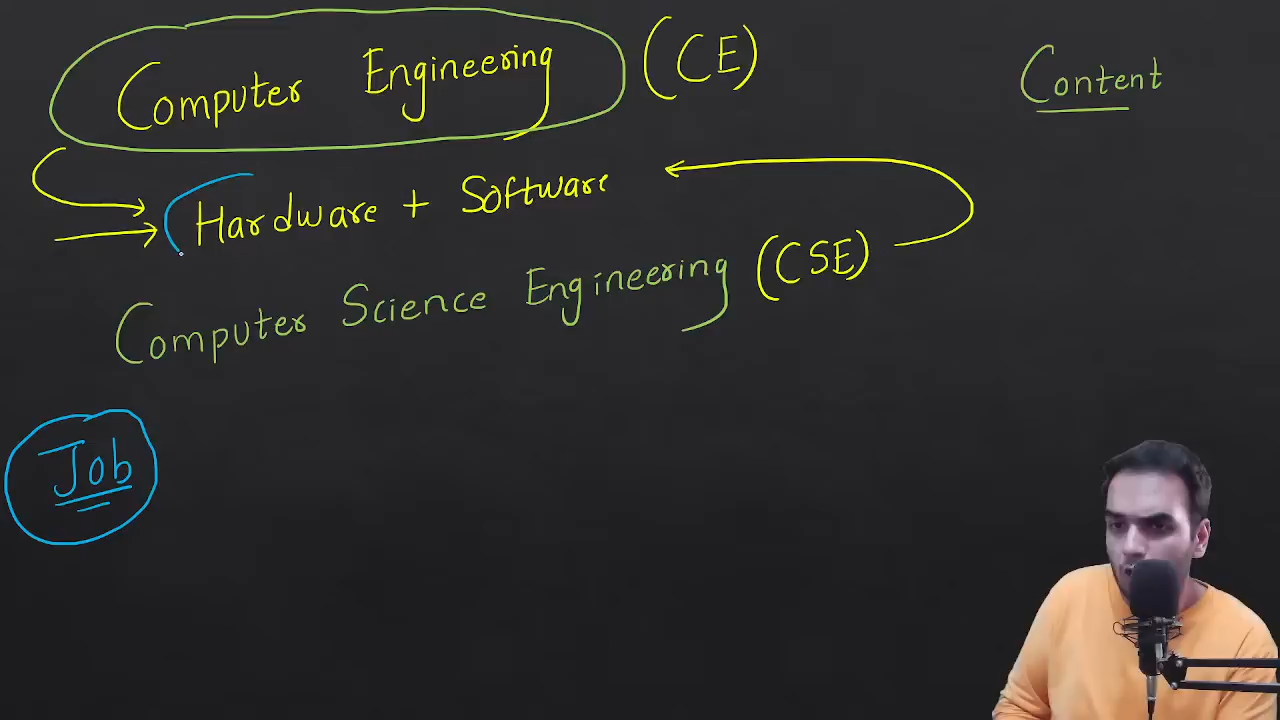 Computer Engineering (CE)
Content
Hardware + Software
Computer Science Engineering (CSE)
Job